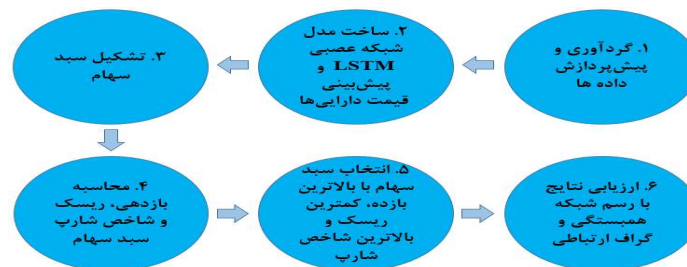 ۱. گردآوری و
پیش‌پردازش
داده ها
۲. ساخت مدل
شبکه عصبی
LSTM و
پیش‌بینی
قیمت دارایی‌ها
۳. تشکیل سبد
سهام
۴. محاسبه
بازدهی، ریسک
و شاخص شارپ
سبد سهام
۵. انتخاب سبد
سهام با بالاترین
بازده، کمترین
ریسک و
بالاترین شاخص
شارپ
۶. ارزیابی نتایج
با رسم شبکه
همبستگی و
گراف ارتباطی